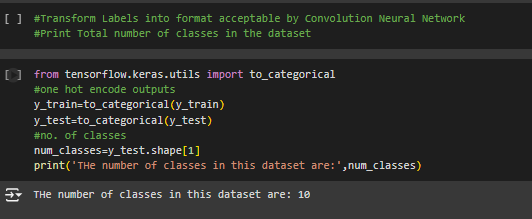 [ ] #Transform Labels into format acceptable by Convolution Neural Network
#Print Total number of classes in the dataset
[ ] from tensorflow.keras.utils import to_categorical
#one hot encode outputs
y_train=to_categorical(y_train)
y_test=to_categorical(y_test)
#no. of classes
num_classes=y_test.shape[1]
print('THe number of classes in this dataset are:',num_classes)
THe number of classes in this dataset are: 10